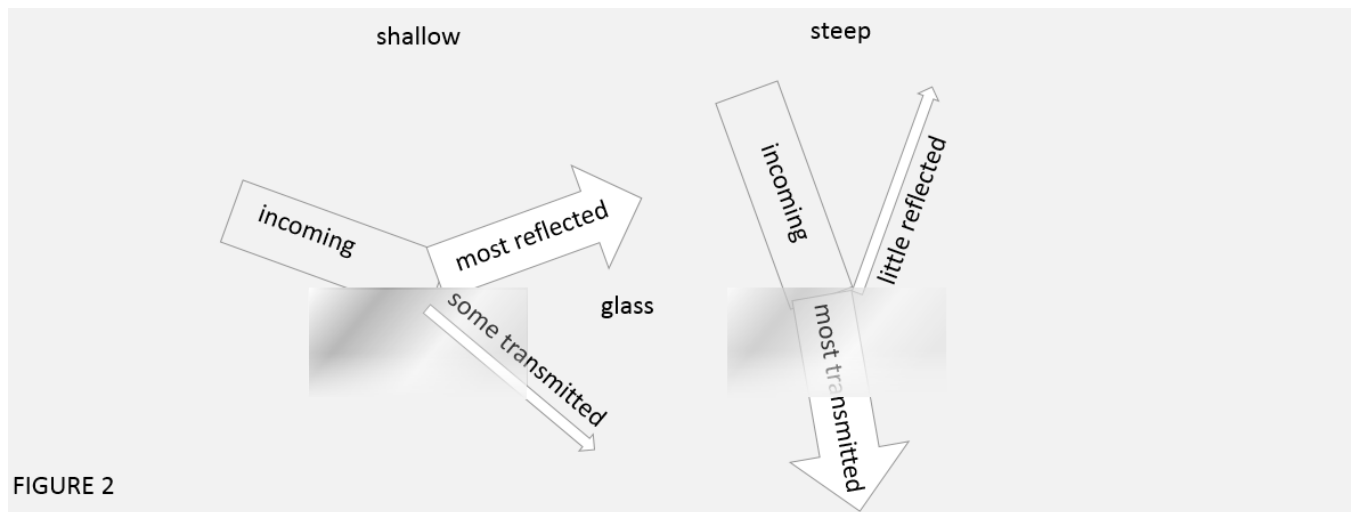 shallow
steep
incoming
most reflected
some transmitted
glass
incoming
little reflected
most transmitted
FIGURE 2